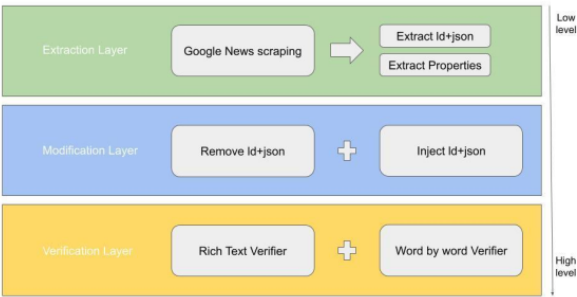 Low
level
Extraction Layer
Google News scraping
Extract ld+json
Extract Properties
Modification Layer
Remove ld+json
Inject ld+json
Verification Layer
Rich Text Verifier
Word by word Verifier
High
level